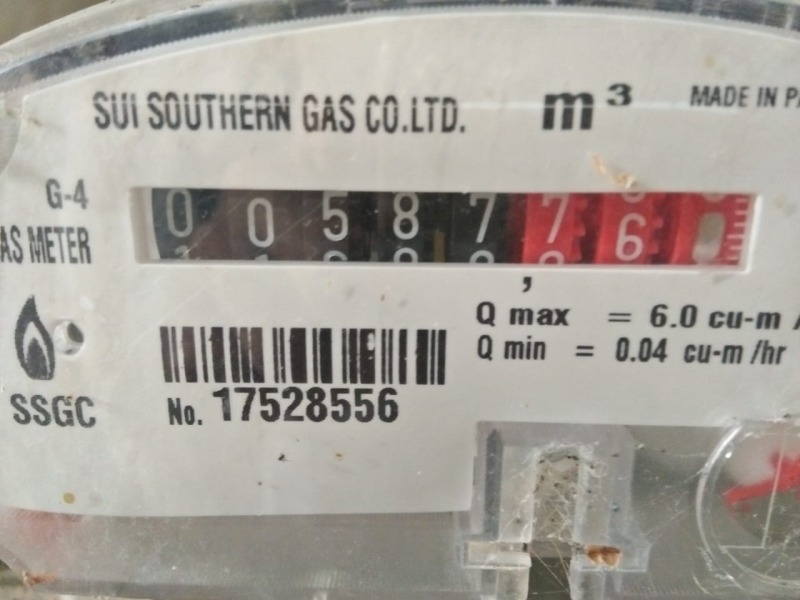 SUI SOUTHERN GAS CO.LTD.
m³
MADE IN
G-4
AS METER
0 0 5 8 7 , 7 6
Q max = 6.0 cu-m /
Q min = 0.04 cu-m/hr
SSGC
No. 17528556